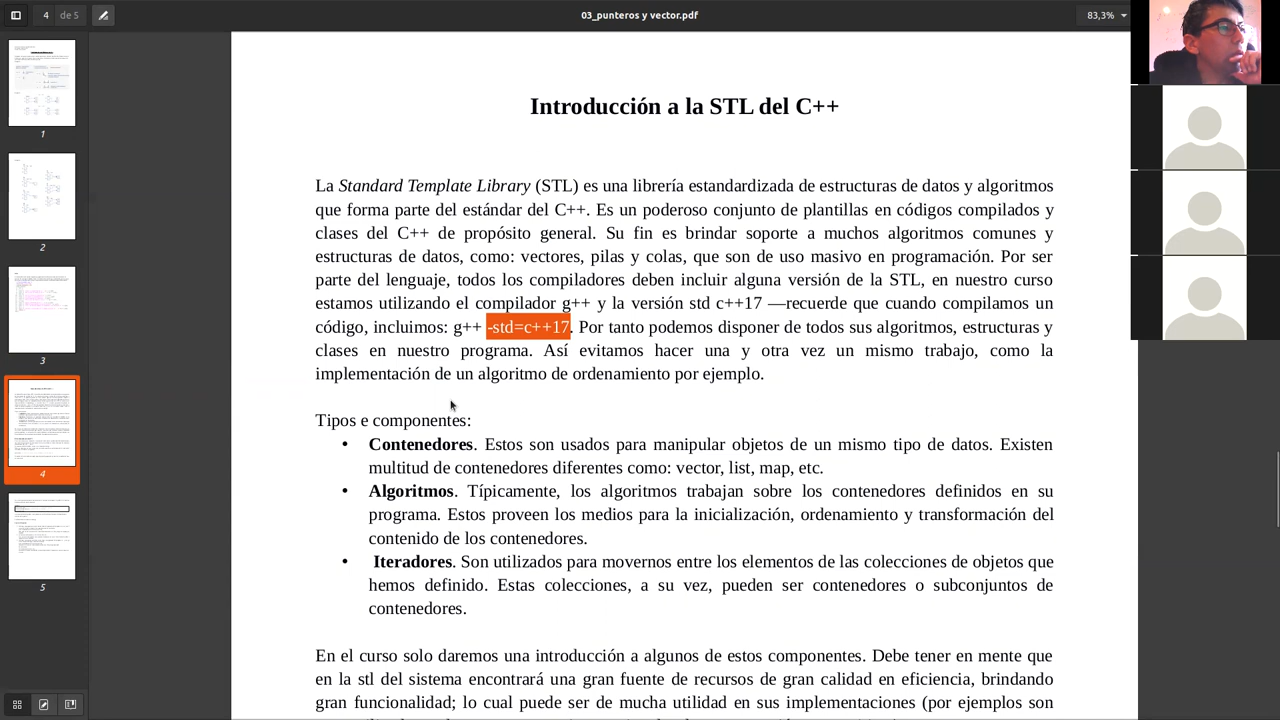 4 de 5
03_punteros y vector.pdf
83,3%
1
2
3
4
5
Introducción a la STL del C++
La Standard Template Library (STL) es una librería estandardizada de estructuras de datos y algoritmos
que forma parte del estándar del C++. Es un poderoso conjunto de plantillas en códigos compilados y
clases del C++ de propósito general. Su fin es brindar soporte a muchos algoritmos comunes y
estructuras de datos, como: vectores, pilas y colas, que son de uso masivo en programación. Por ser
parte del lenguaje, todos los compiladores deben incluir alguna versión de la STL, en nuestro curso
estamos utilizando el compilador g++ y la versión std c++17 —recuerde que cuando compilamos un
código, incluimos: g++ -std=c++17. Por tanto podemos disponer de todos sus algoritmos, estructuras y
clases en nuestro programa. Así evitamos hacer una y otra vez un mismo trabajo, como la
implementación de un algoritmo de ordenamiento por ejemplo.
Tipos e componentes:
• Contenedores. Estos son usados para manipular objetos de un mismo tipo de datos. Existen
multitud de contenedores diferentes como: vector, list, map, etc.
• Algoritmos. Típicamente, los algoritmos trabajan sobre los contenedores definidos en su
programa. Estos proveen los medios para la inicialización, ordenamiento y transformación del
contenido de los contenedores.
• Iteradores. Son utilizados para movernos entre los elementos de las colecciones de objetos que
hemos definido. Estas colecciones, a su vez, pueden ser contenedores o subconjuntos de
contenedores.
En el curso solo daremos una introducción a algunos de estos componentes. Debe tener en mente que
en la stl del sistema encontrará una gran fuente de recursos de gran calidad en eficiencia, brindando
gran funcionalidad; lo cual puede ser de mucha utilidad en sus implementaciones (por ejemplos son